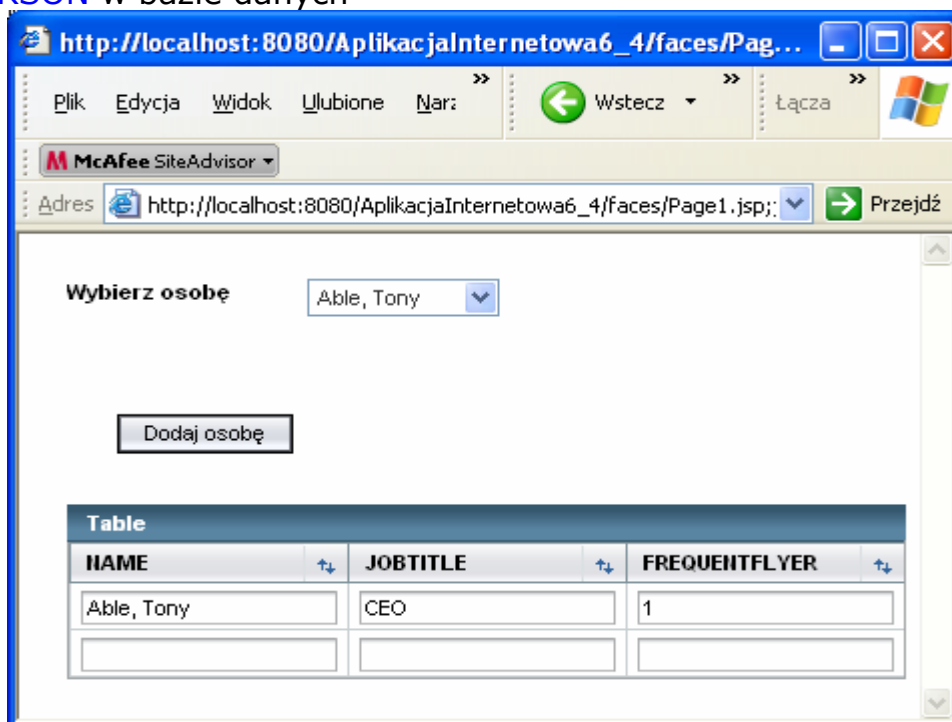 RSON w bazie danych
http://localhost:8080/AplikacjaInternetowa6_4/faces/Pag...
Plik Edycja Widok Ulubione Narz » Wstecz » Łącza »
McAfee SiteAdvisor
Adres http://localhost:8080/AplikacjaInternetowa6_4/faces/Page1.jsp; Przejdź
Wybierz osobę Able, Tony
Dodaj osobę
Table
NAME JOBTITLE FREQUENTFLYER
Able, Tony CEO 1